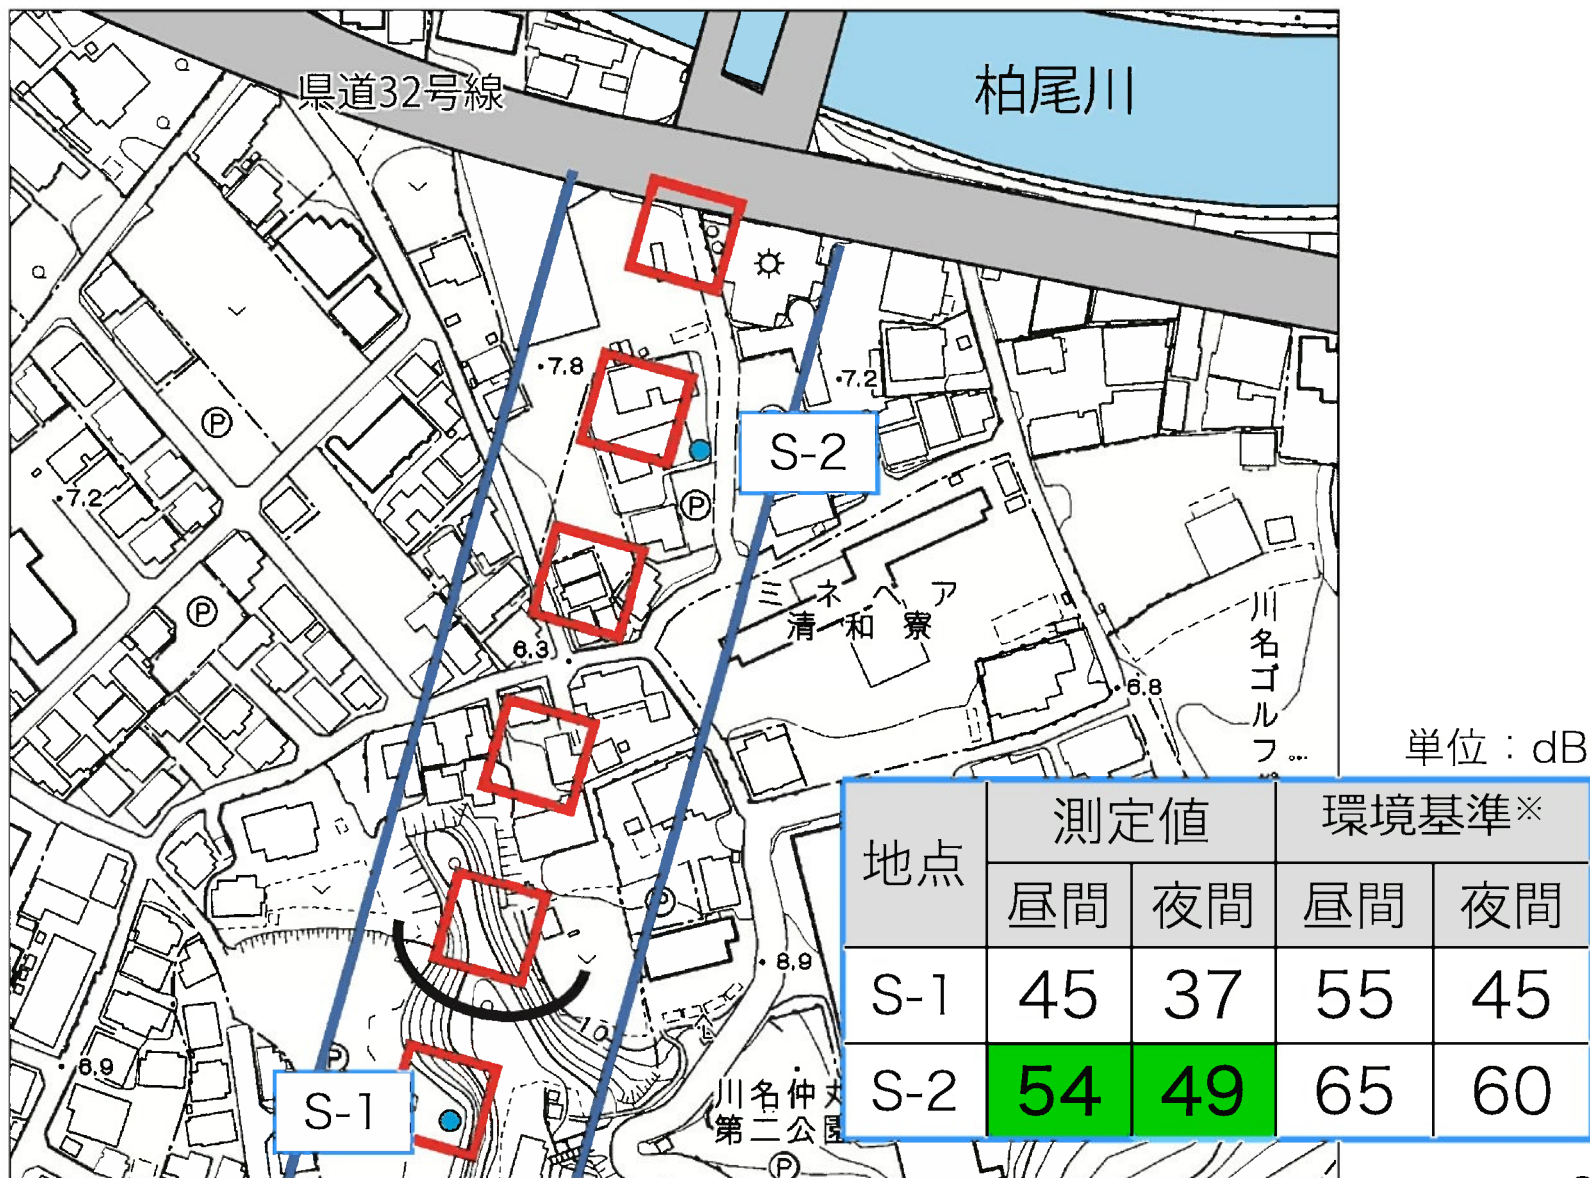 県道32号線
柏尾川
7.8
7.2
S-2
P
P
7.2
P
ミネベア
清和寮
川名ゴルフ
6.3
6.8
単位：dB
地点 測定値 環境基準※
昼間 夜間 昼間 夜間
S-1 45 37 55 45
S-2 54 49 65 60
8.9
10
6.9
P
S-1
川名仲丸
第二公園
P